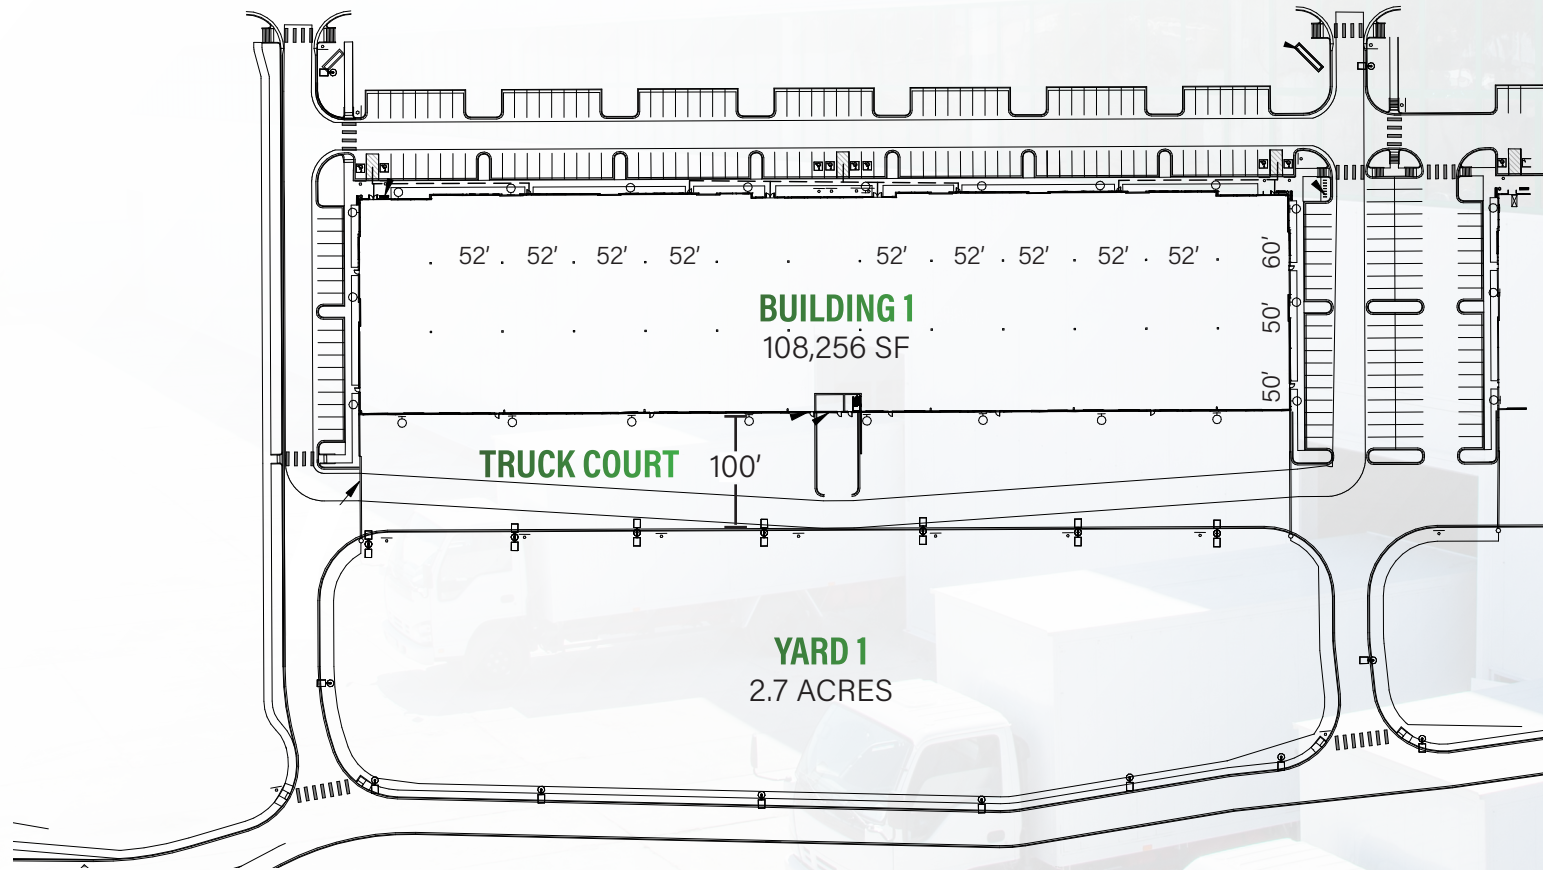 52’ 52’ 52’ 52’ 52’ 52’ 52’ 52’ 52’
60’
BUILDING 1
50’
108,256 SF
50’
TRUCK COURT 100’
YARD 1
2.7 ACRES